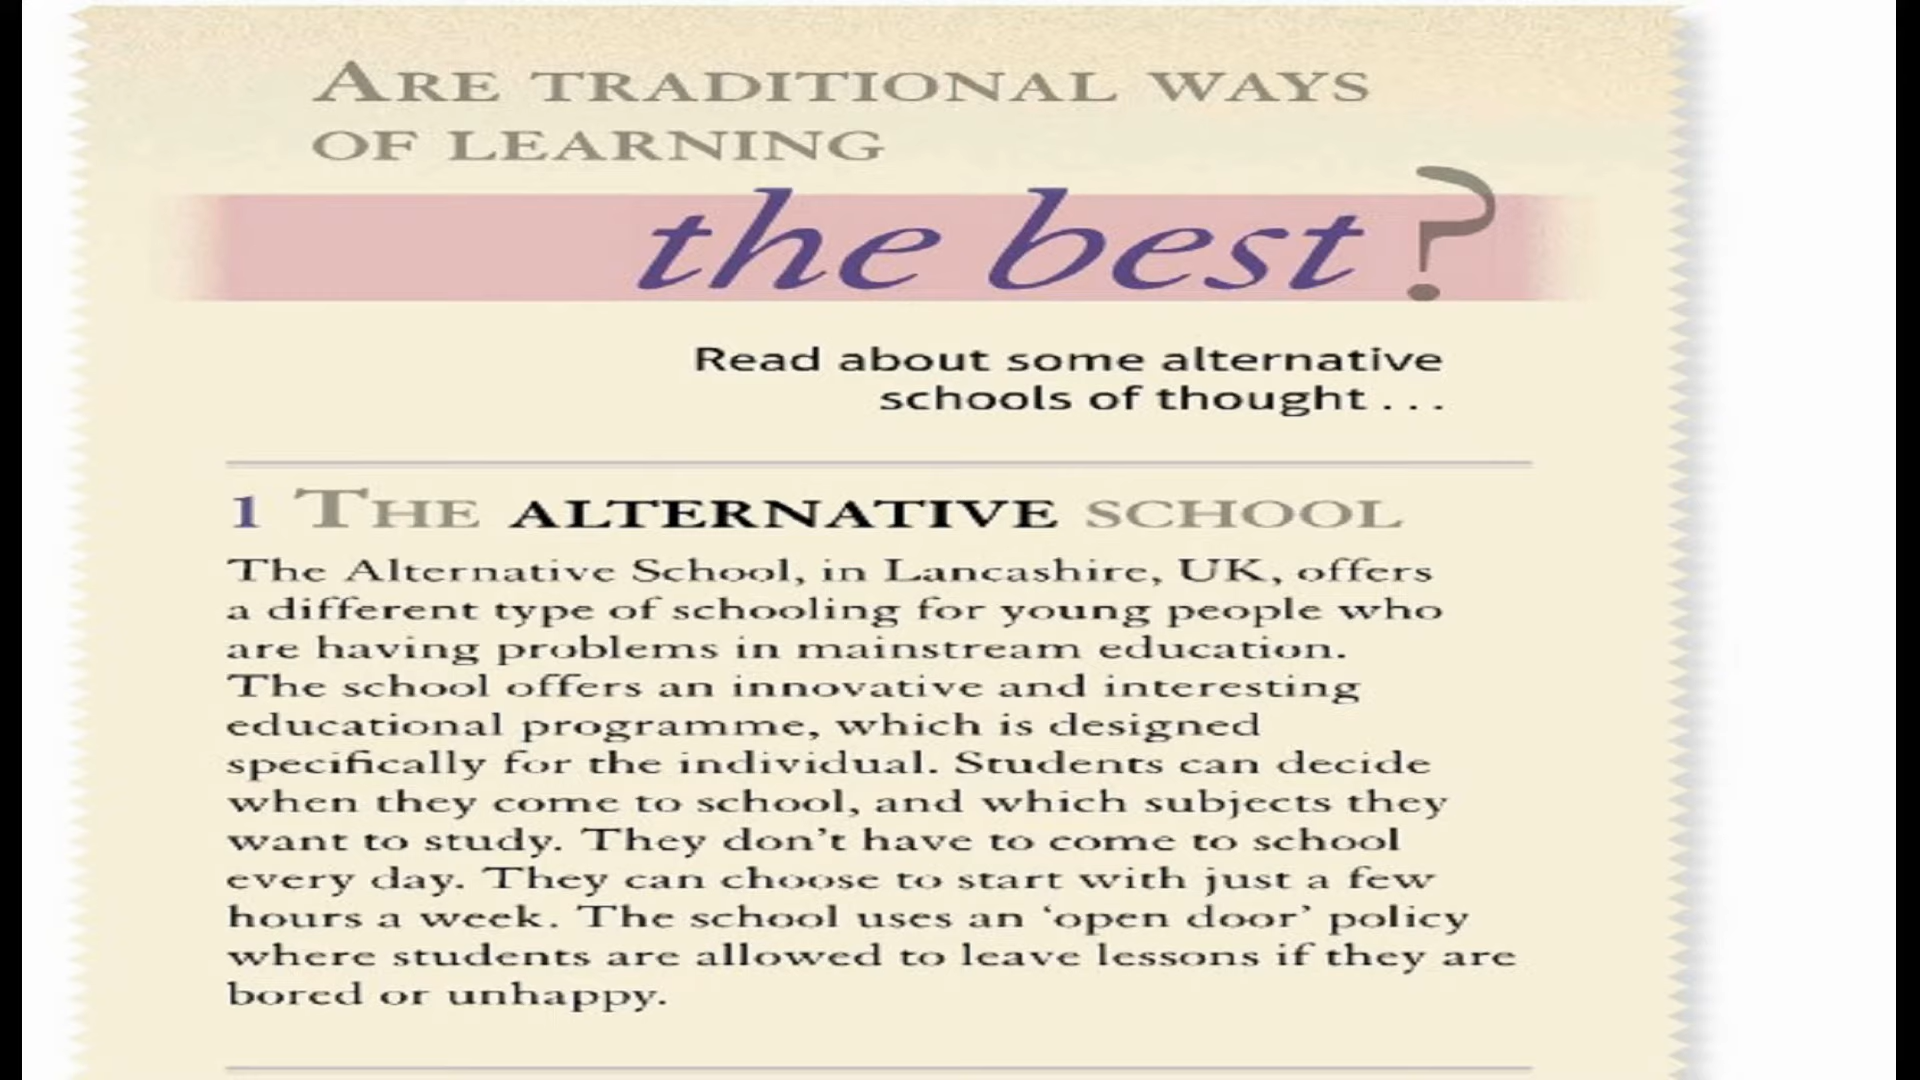 ARE TRADITIONAL WAYS
OF LEARNING
the best?
Read about some alternative
schools of thought ...
1 THE ALTERNATIVE SCHOOL
The Alternative School, in Lancashire, UK, offers
a different type of schooling for young people who
are having problems in mainstream education.
The school offers an innovative and interesting
educational programme, which is designed
specifically for the individual. Students can decide
when they come to school, and which subjects they
want to study. They don't have to come to school
every day. They can choose to start with just a few
hours a week. The school uses an ‘open door’ policy
where students are allowed to leave lessons if they are
bored or unhappy.